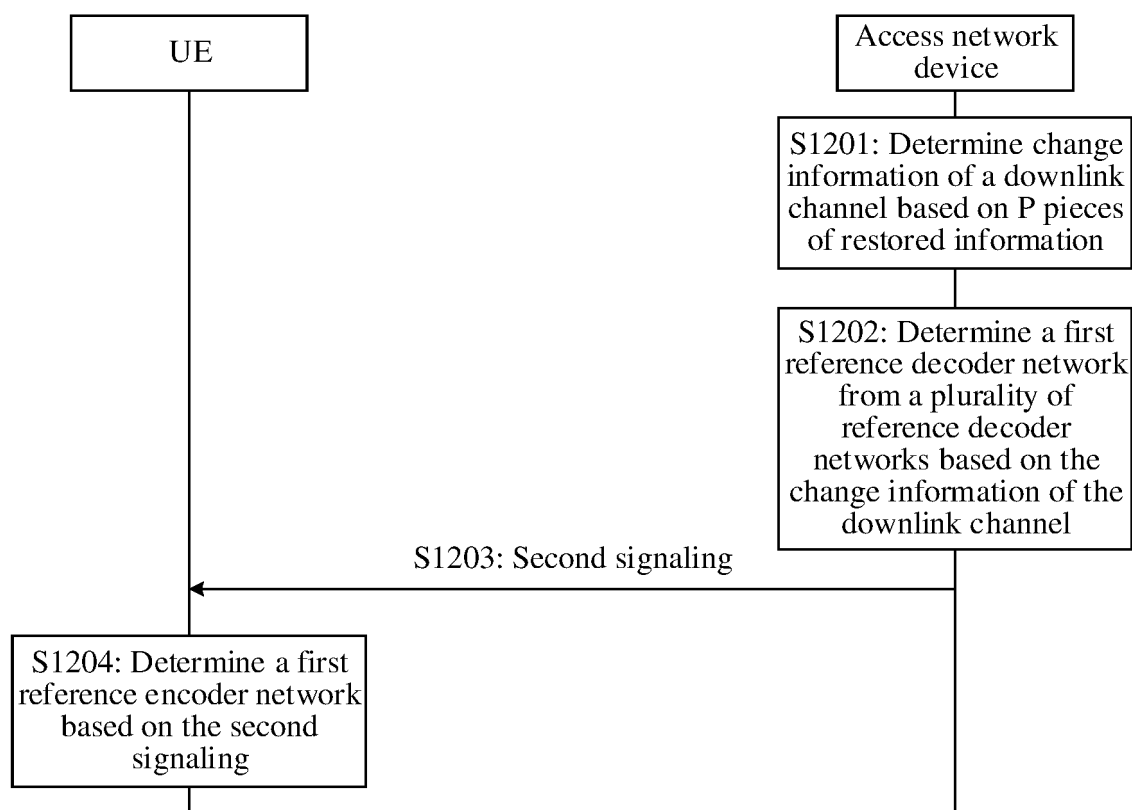 UE
Access network
device
S1201: Determine change
information of a downlink
channel based on P pieces
of restored information
S1202: Determine a first
reference decoder network
from a plurality of
reference decoder
networks based on the
change information of the
downlink channel
S1203: Second signaling
S1204: Determine a first
reference encoder network
based on the second
signaling